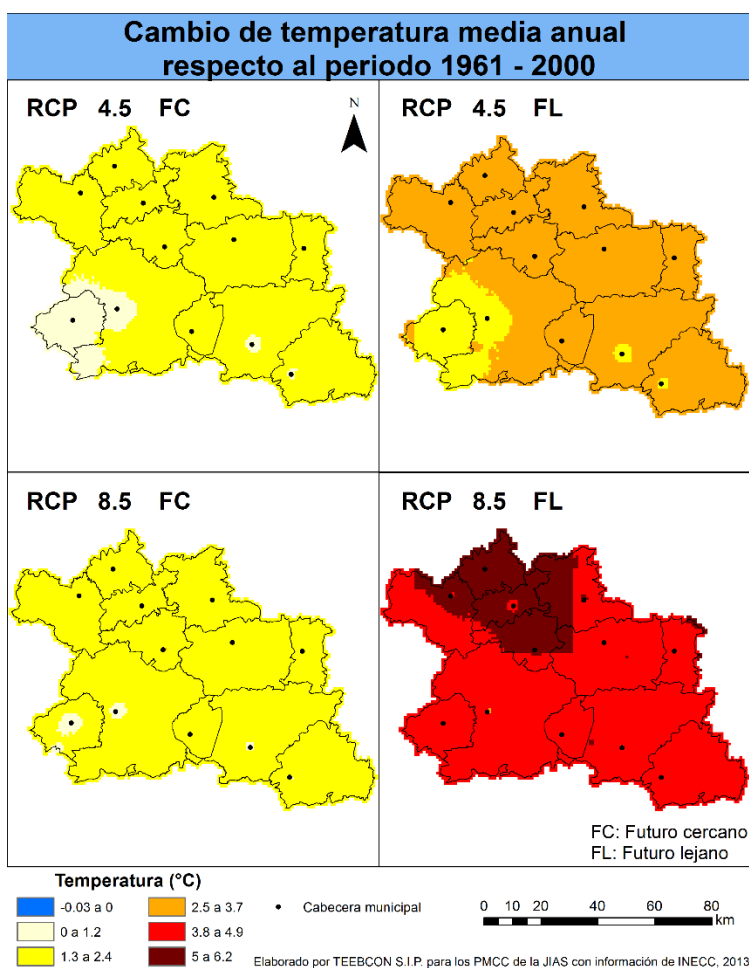 Cambio de temperatura media anual
respecto al periodo 1961 - 2000
RCP 4.5 FC
N
RCP 4.5 FL
RCP 8.5 FC
RCP 8.5 FL
FC: Futuro cercano
FL: Futuro lejano
Temperatura (°C)
-0.03 a 0
2.5 a 3.7
Cabecera municipal
0 5 10 20 40 60 80
km
0 a 1.2
3.8 a 4.9
1.3 a 2.4
5 a 6.2
Elaborado por TEEBCON S.I.P. para los PMCC de la JIAS con información de INECC, 2013